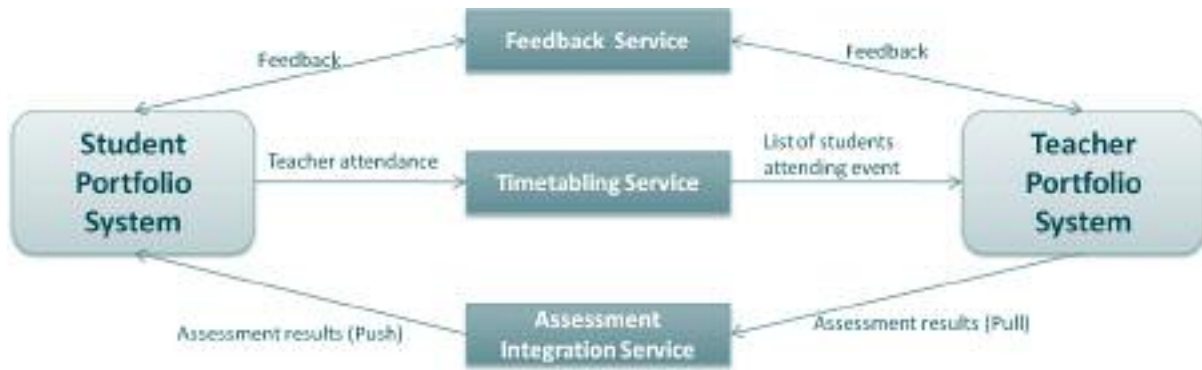 Feedback Service
Feedback
Feedback
Student
Portfolio
System
Teacher attendance
Timetabling Service
List of students
attending event
Teacher
Portfolio
System
Assessment results (Push)
Assessment
Integration Service
Assessment results (Pull)